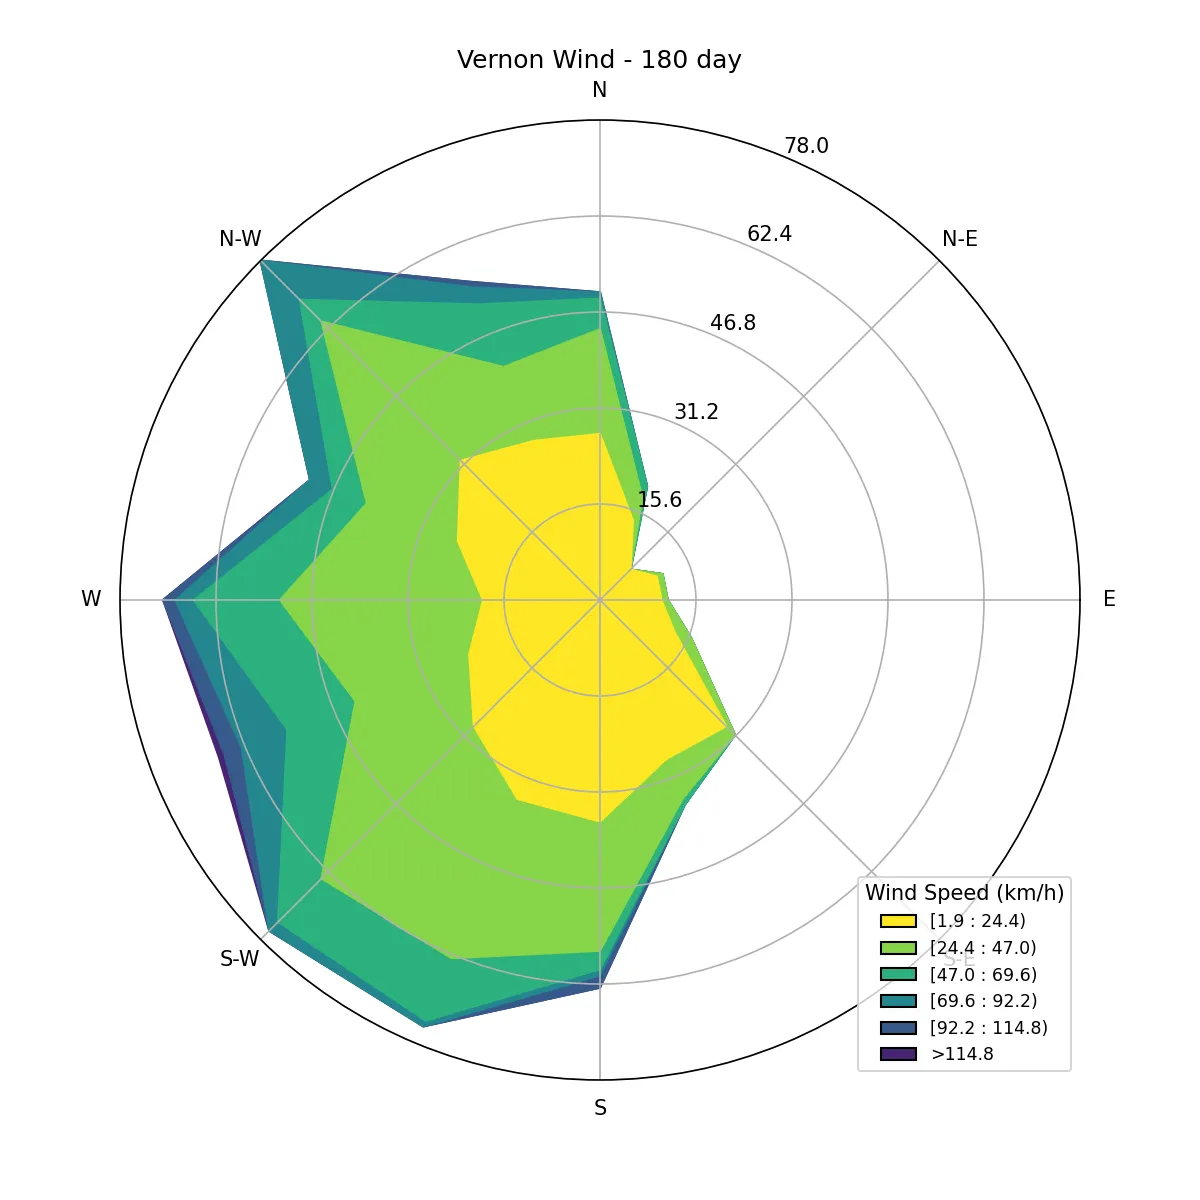 Vernon Wind - 180 day
N
78.0
N-W
62.4
N-E
46.8
31.2
15.6
W
E
S-W
S-E
S
Wind Speed (km/h)
[1.9 : 24.4)
[24.4 : 47.0)
[47.0 : 69.6)
[69.6 : 92.2)
[92.2 : 114.8)
>114.8